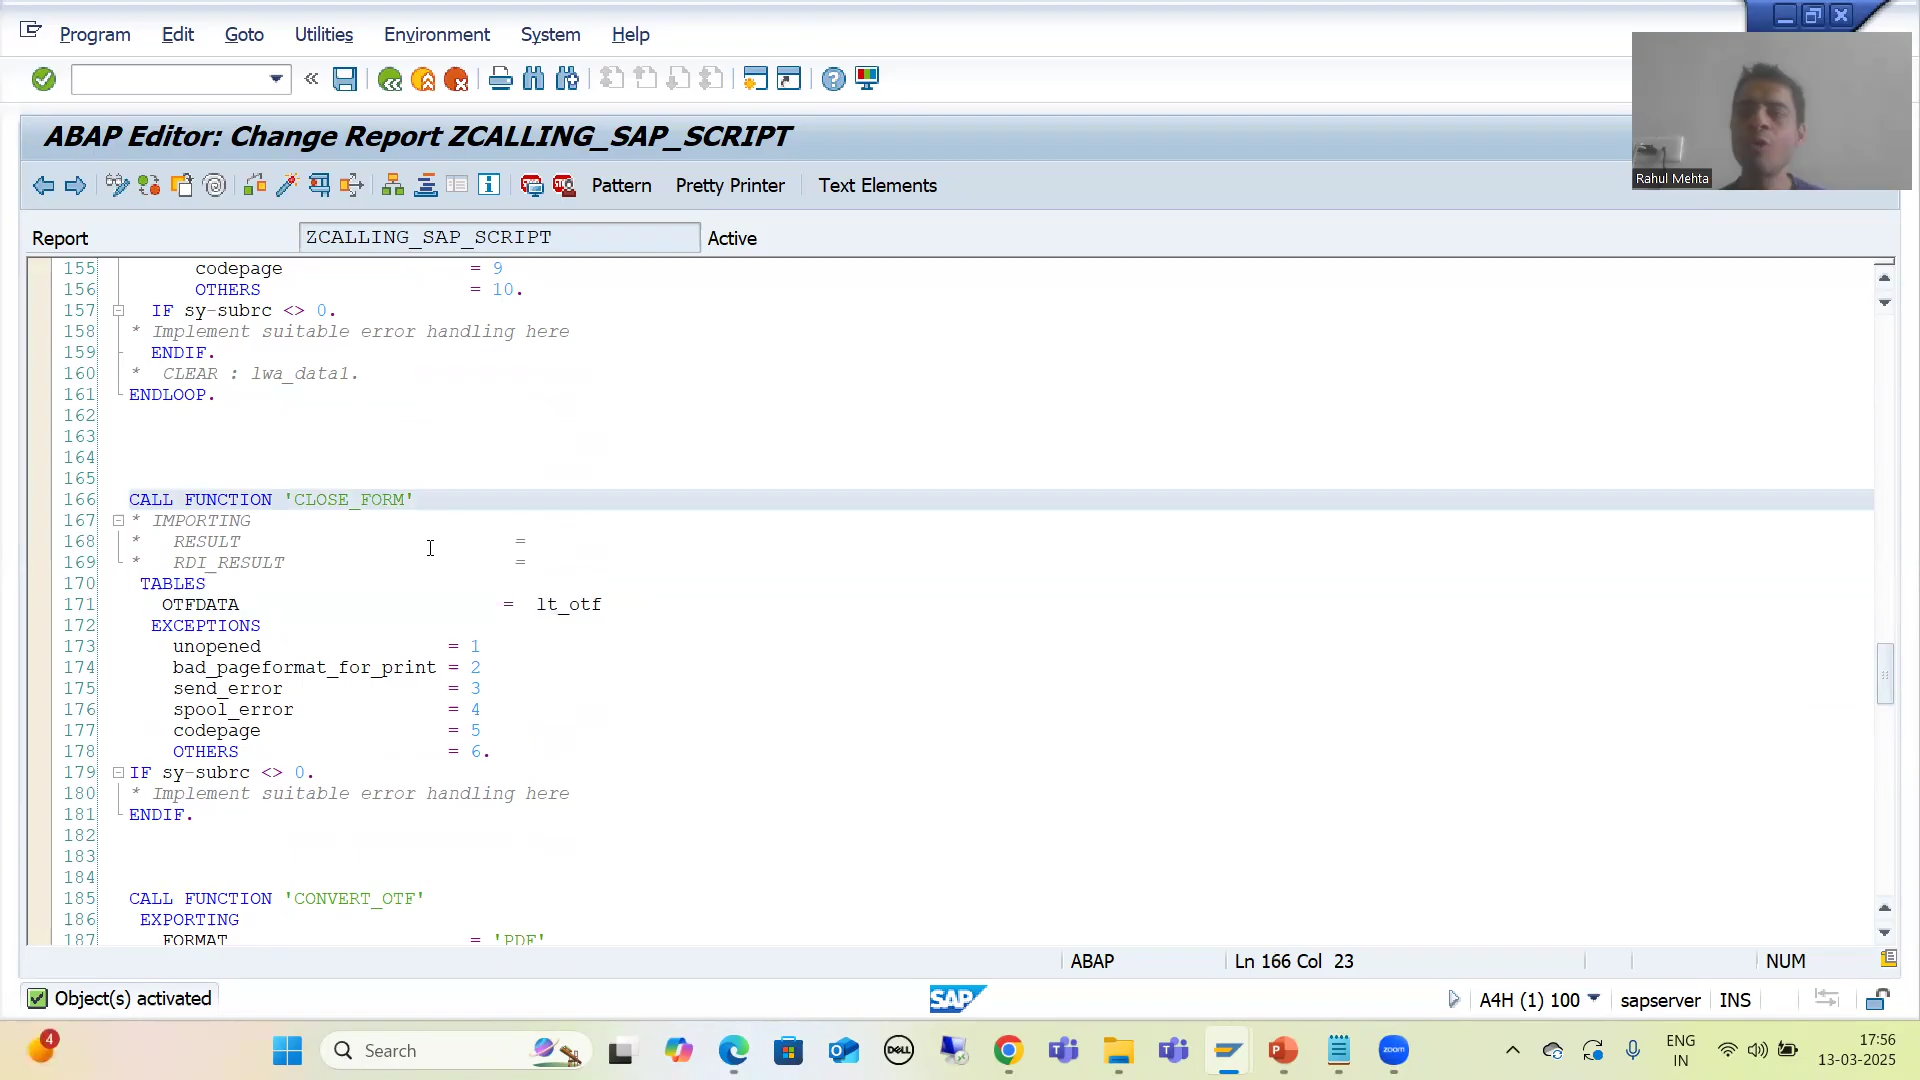 Program Edit Goto Utilities Environment System Help
Rahul Mehta
ABAP Editor: Change Report ZCALLING_SAP_SCRIPT
Pattern Pretty Printer Text Elements
Report ZCALLING_SAP_SCRIPT Active
155 codepage = 9
156 OTHERS = 10.
157 IF sy-subrc <> 0.
158 * Implement suitable error handling here
159 ENDIF.
160 * CLEAR : lwa_data1.
161 ENDLOOP.
162
163
164
165
166 CALL FUNCTION 'CLOSE_FORM'
167 * IMPORTING
168 * RESULT =
169 * RDI_RESULT =
170 TABLES
171 OTFDATA = lt_otf
172 EXCEPTIONS
173 unopened = 1
174 bad_pageformat_for_print = 2
175 send_error = 3
176 spool_error = 4
177 codepage = 5
178 OTHERS = 6.
179 IF sy-subrc <> 0.
180 * Implement suitable error handling here
181 ENDIF.
182
183
184
185 CALL FUNCTION 'CONVERT_OTF'
186 EXPORTING
187 FORMAT = 'PDF'
ABAP Ln 166 Col 23 NUM
Object(s) activated SAP A4H (1) 100 sapserver INS
4 Search DELL zoom ENG IN 17:56
13-03-2025